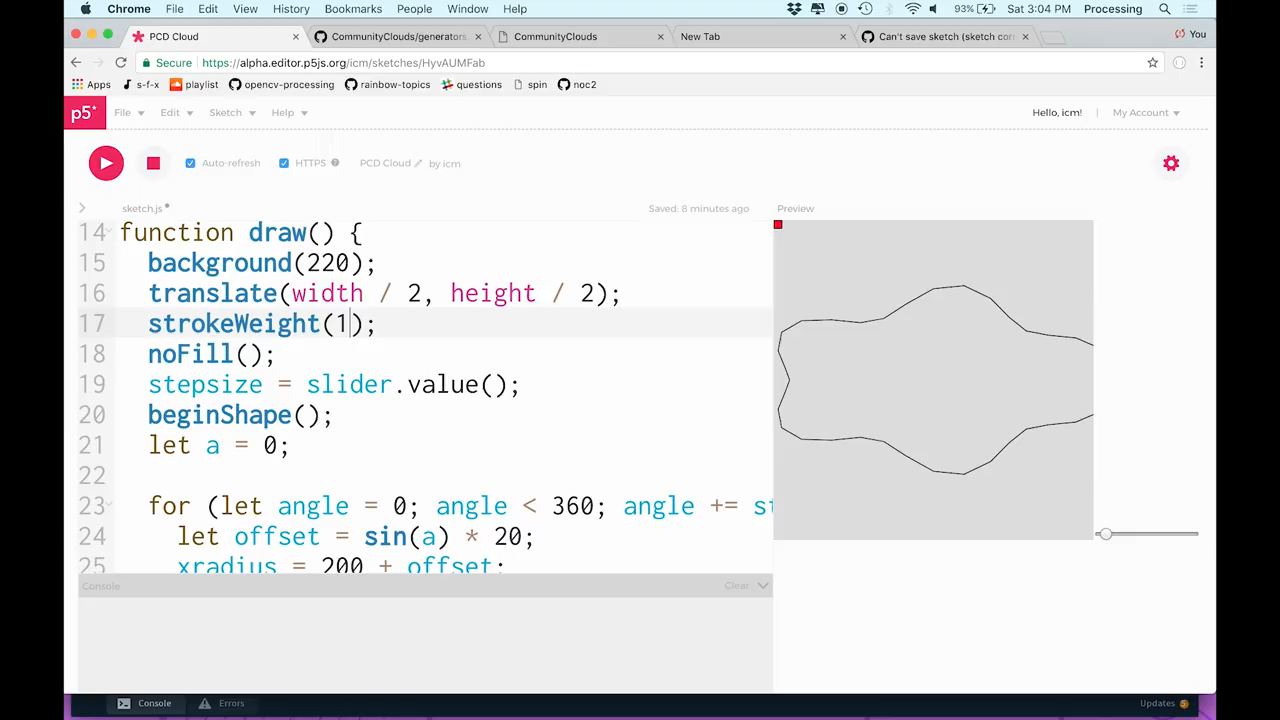 Chrome File Edit View History Bookmarks People Window Help 93% Sat 3:04 PM Processing
PCD Cloud CommunityClouds/generators. CommunityClouds New Tab Can't save sketch (sketch corr You
Secure https://alpha.editor.p5js.org/icm/sketches/HyvAUMFab
Apps s-f-x playlist opencv-processing rainbow-topics questions spin noc2
p5* File Edit Sketch Help Hello, icm! My Account
Auto-refresh HTTPS PCD Cloud by icm
sketch.js Saved: 8 minutes ago Preview
14 function draw() {
15 background(220);
16 translate(width / 2, height / 2);
17 strokeWeight(1);
18 noFill();
19 stepsize = slider.value();
20 beginShape();
21 let a = 0;
22
23 for (let angle = 0; angle < 360; angle += st
24 let offset = sin(a) * 20;
25 xradius = 200 + offset;
Console Clear
Console Errors Updates 5